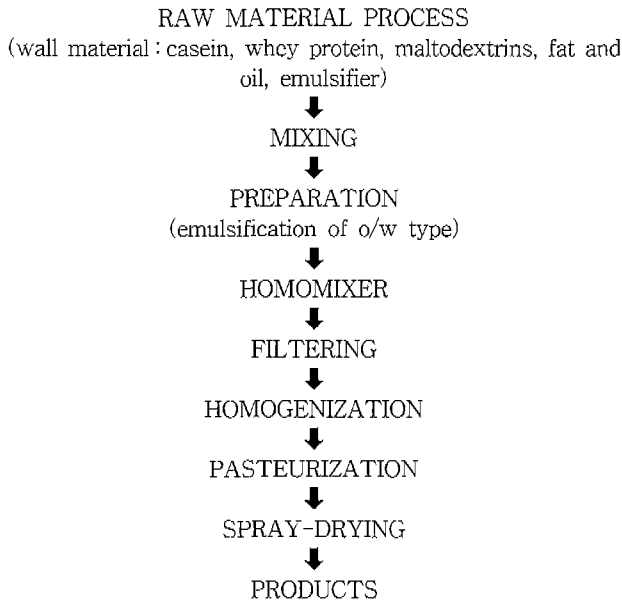 RAW MATERIAL PROCESS
(wall material : casein, whcy protein, maltodextrins, fat and
oil, emulsifier)
MIXING
PREPARATION
(emulsification of o/w type)
HOMOMIXER
FILTERING
HOMOGENIZATION
PASTEURIZATION
SPRAY-DRYING
PRODUCTS